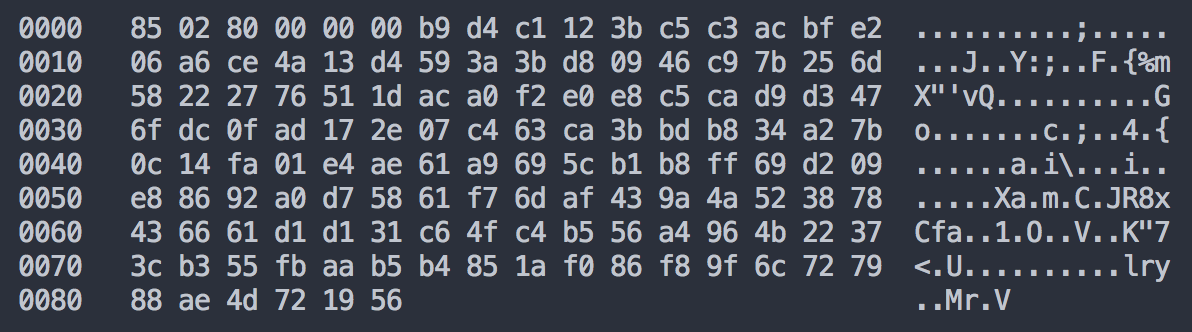 0000 85 02 80 00 00 00 b9 d4 c1 12 3b c5 c3 ac bf e2 ..........;.....
0010 06 a6 ce 4a 13 d4 59 3a 3b d8 09 46 c9 7b 25 6d ...J..Y:;..F.{%m
0020 58 22 27 76 51 1d ac a0 f2 e0 e8 c5 ca d9 d3 47 X"'vQ..........G
0030 6f dc 0f ad 17 2e 07 c4 63 ca 3b bd b8 34 a2 7b o.......c.;..4.{
0040 0c 14 fa 01 e4 ae 61 a9 69 5c b1 b8 ff 69 d2 09 ......a.i\...i..
0050 e8 86 92 a0 d7 58 61 f7 6d af 43 9a 4a 52 38 78 .....Xa.m.C.JR8x
0060 43 66 61 d1 d1 31 c6 4f c4 b5 56 a4 96 4b 22 37 Cfa..1.O..V..K"7
0070 3c b3 55 fb aa b5 b4 85 1a f0 86 f8 9f 6c 72 79 <.U..........lry
0080 88 ae 4d 72 19 56 ..Mr.V